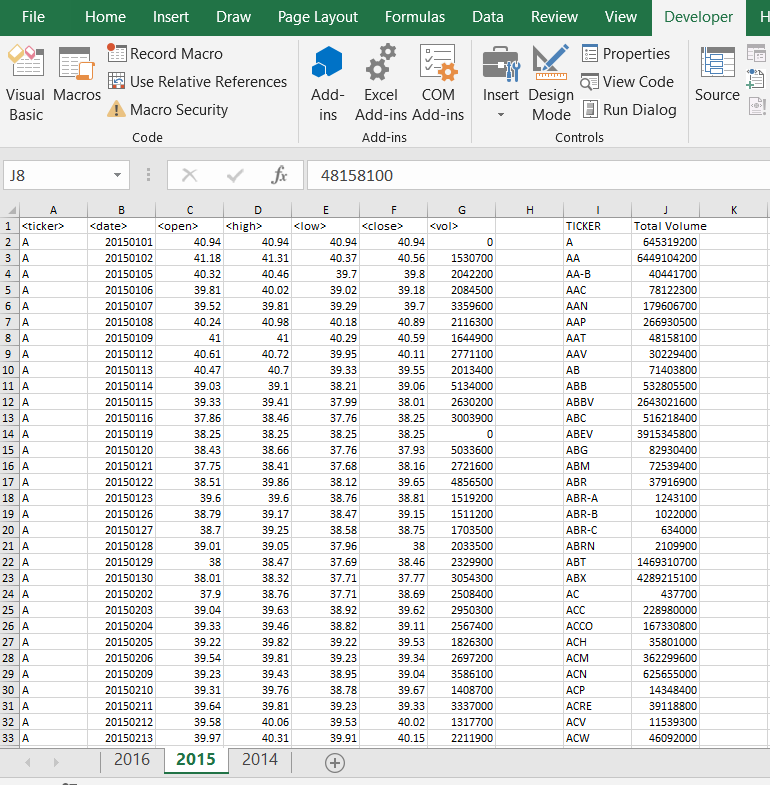 File Home Insert Draw Page Layout Formulas Data Review View Developer H
Record Macro
Use Relative References
Macro Security
Visual Basic
Macros
Code
Add-ins
Excel Add-ins
COM Add-ins
Add-ins
Insert
Design Mode
Properties
View Code
Run Dialog
Controls
Source
J8 fx 48158100
A B C D E F G H I J K
1 <ticker> <date> <open> <high> <low> <close> <vol> TICKER Total Volume
2 A 20150101 40.94 40.94 40.94 40.94 0 A 645319200
3 A 20150102 41.18 41.31 40.37 40.56 1530700 AA 6449104200
4 A 20150105 40.32 40.46 39.7 39.8 2042200 AA-B 40441700
5 A 20150106 39.81 40.02 39.02 39.18 2084500 AAC 78122300
6 A 20150107 39.52 39.81 39.29 39.7 3359600 AAN 179606700
7 A 20150108 40.24 40.98 40.18 40.89 2116300 AAP 266930500
8 A 20150109 41 41 40.29 40.59 1644900 AAT 48158100
9 A 20150112 40.61 40.72 39.95 40.11 2771100 AAV 30229400
10 A 20150113 40.47 40.7 39.33 39.55 2013400 AB 71403800
11 A 20150114 39.03 39.1 38.21 39.06 5134000 ABB 532805500
12 A 20150115 39.33 39.41 37.99 38.01 2630200 ABBV 2643021600
13 A 20150116 37.86 38.46 37.76 38.25 3003900 ABC 516218400
14 A 20150119 38.25 38.25 38.25 38.25 0 ABEV 3915345800
15 A 20150120 38.43 38.66 37.76 37.93 5033600 ABG 82930400
16 A 20150121 37.75 38.41 37.68 38.16 2721600 ABM 72539400
17 A 20150122 38.51 39.86 38.12 39.65 4856500 ABR 37916900
18 A 20150123 39.6 39.6 38.76 38.81 1519200 ABR-A 1243100
19 A 20150126 38.79 39.17 38.47 39.15 1511200 ABR-B 1022000
20 A 20150127 38.7 39.25 38.58 38.75 1703500 ABR-C 634000
21 A 20150128 39.01 39.05 37.96 38 2033500 ABRN 2109900
22 A 20150129 38 38.47 37.69 38.46 2329900 ABT 1469310700
23 A 20150130 38.01 38.32 37.71 37.77 3054300 ABX 4289215100
24 A 20150202 37.9 38.76 37.71 38.69 2508400 AC 437700
25 A 20150203 39.04 39.63 38.92 39.62 2950300 ACC 228980000
26 A 20150204 39.33 39.46 38.82 39.11 2567400 ACCO 167330800
27 A 20150205 39.22 39.82 39.22 39.53 1826300 ACH 35801000
28 A 20150206 39.54 39.81 39.23 39.34 2697200 ACM 362299600
29 A 20150209 39.23 39.43 38.95 39.04 3586100 ACN 625655000
30 A 20150210 39.31 39.76 38.78 39.67 1408700 ACP 14348400
31 A 20150211 39.64 39.81 39.23 39.33 3337000 ACRE 39118800
32 A 20150212 39.58 40.06 39.53 40.02 1317700 ACV 11539300
33 A 20150213 39.97 40.31 39.91 40.15 2211900 ACW 46092000
2016 2015 2014